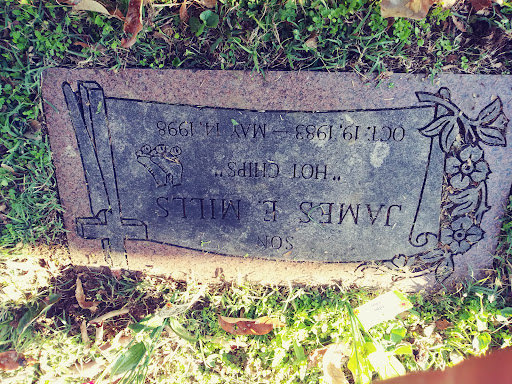 SON
JAMES E. MILLS
"HOT CHIPS"
OCT. 19, 1983 — MAY 14, 1998